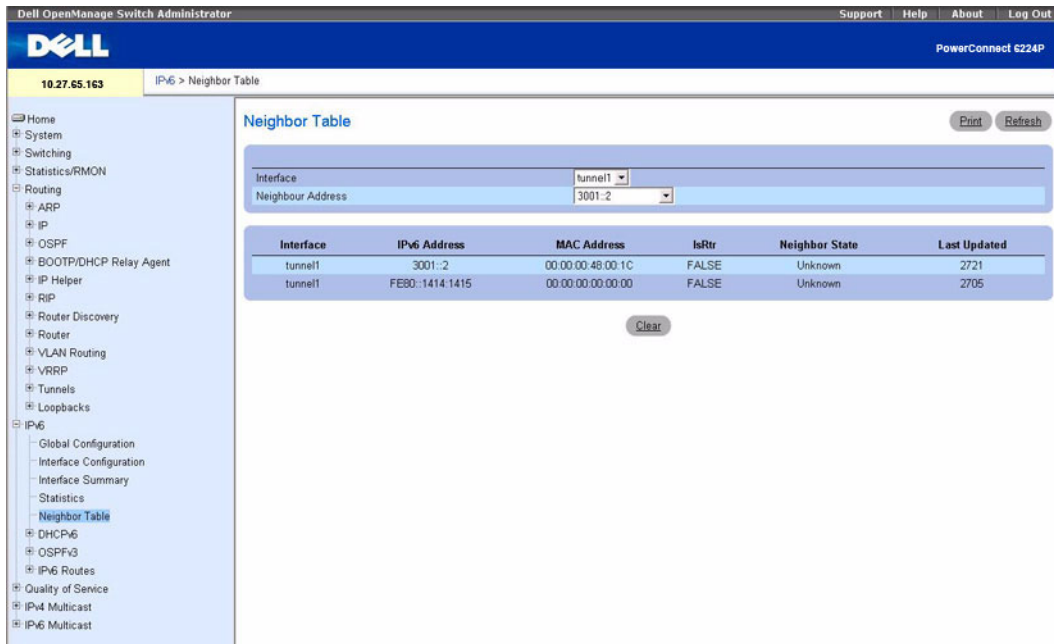 Dell OpenManage Switch Administrator
Support Help About Log Out
DELL
PowerConnect 6224P
10.27.65.163
IPv6 > Neighbor Table
Home
System
Switching
Statistics/RMON
Routing
ARP
IP
OSPF
BOOTP/DHCP Relay Agent
IP Helper
RIP
Router Discovery
Router
VLAN Routing
VRRP
Tunnels
Loopbacks
IPv6
Global Configuration
Interface Configuration
Interface Summary
Statistics
Neighbor Table
DHCPv6
OSPFv3
IPv6 Routes
Quality of Service
IPv4 Multicast
IPv6 Multicast
Neighbor Table
Print Refresh
Interface tunnel1
Neighbour Address 3001::2
Interface IPv6 Address MAC Address IsRtr Neighbor State Last Updated
tunnel1 3001::2 00:00:00:48:00:1C FALSE Unknown 2721
tunnel1 FE80::1414:1415 00:00:00:00:00:00 FALSE Unknown 2705
Clear